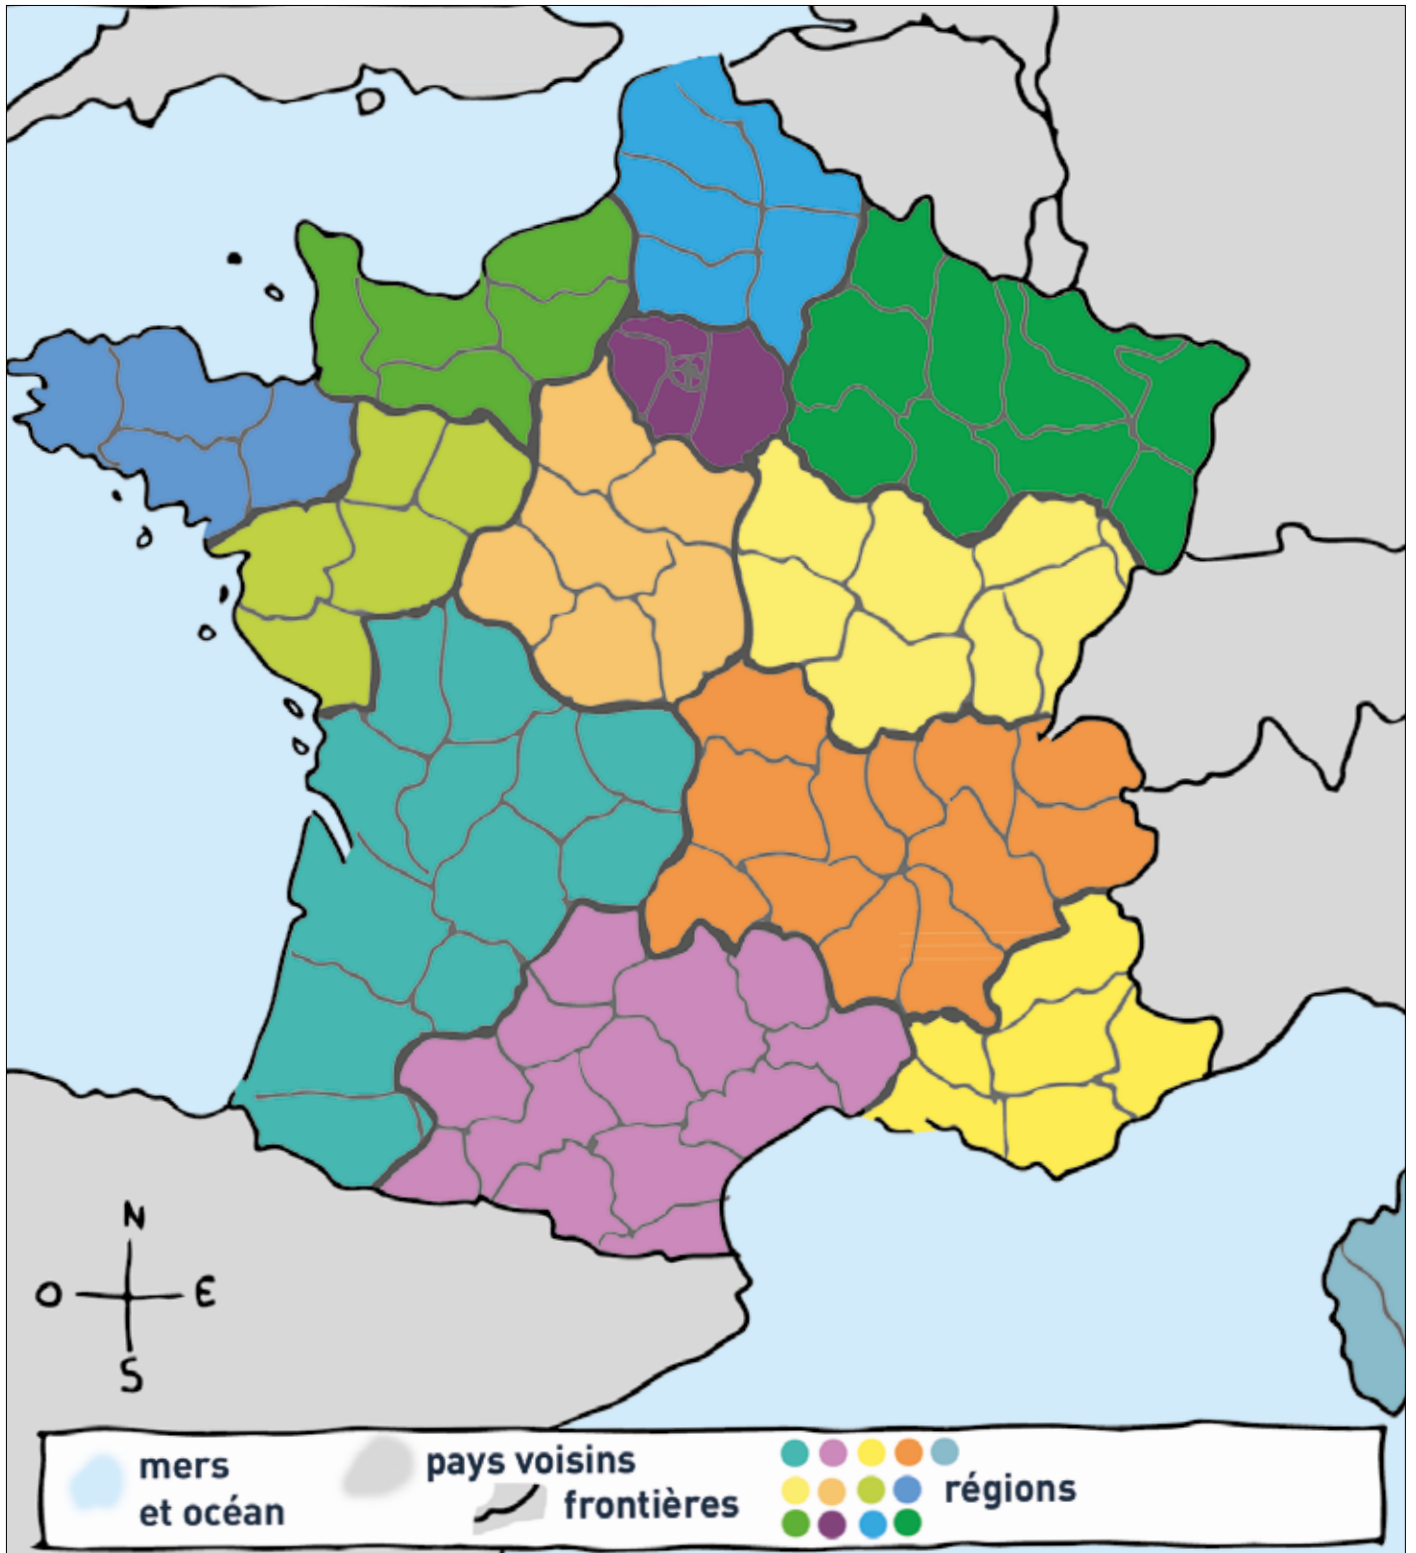 N
O E
S
mers
et océan
pays voisins
frontières
régions